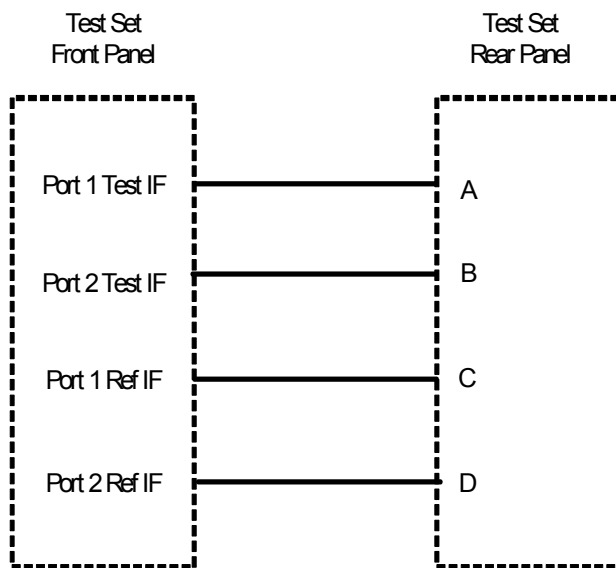 Test Set
Front Panel
Test Set
Rear Panel
Port 1 Test IF
A
Port 2 Test IF
B
Port 1 Ref IF
C
Port 2 Ref IF
D